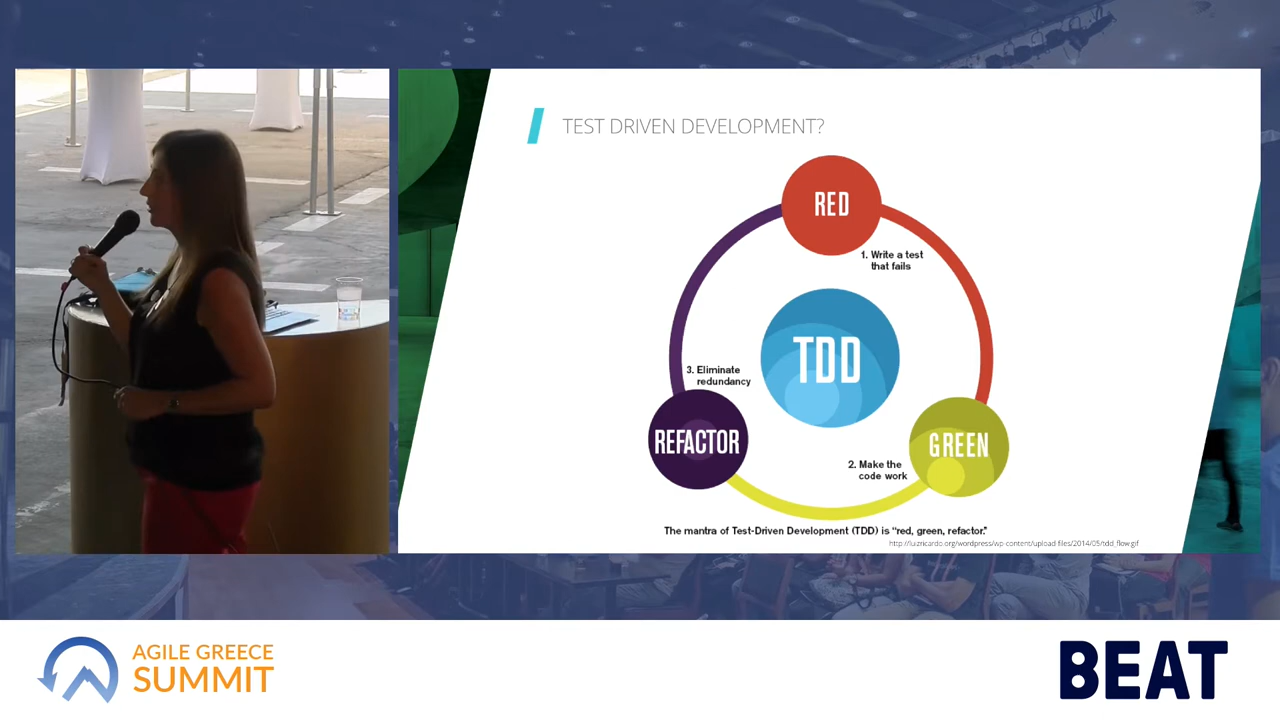 TEST DRIVEN DEVELOPMENT?
RED
1. Write a test
that fails
TDD
3. Eliminate
redundancy
REFACTOR
GREEN
2. Make the
code work
The mantra of Test-Driven Development (TDD) is “red, green, refactor.”
http://luizricardo.org/wordpress/wp-content/upload-files/2014/05/tdd_flow.gif
AGILE GREECE
SUMMIT
BEAT